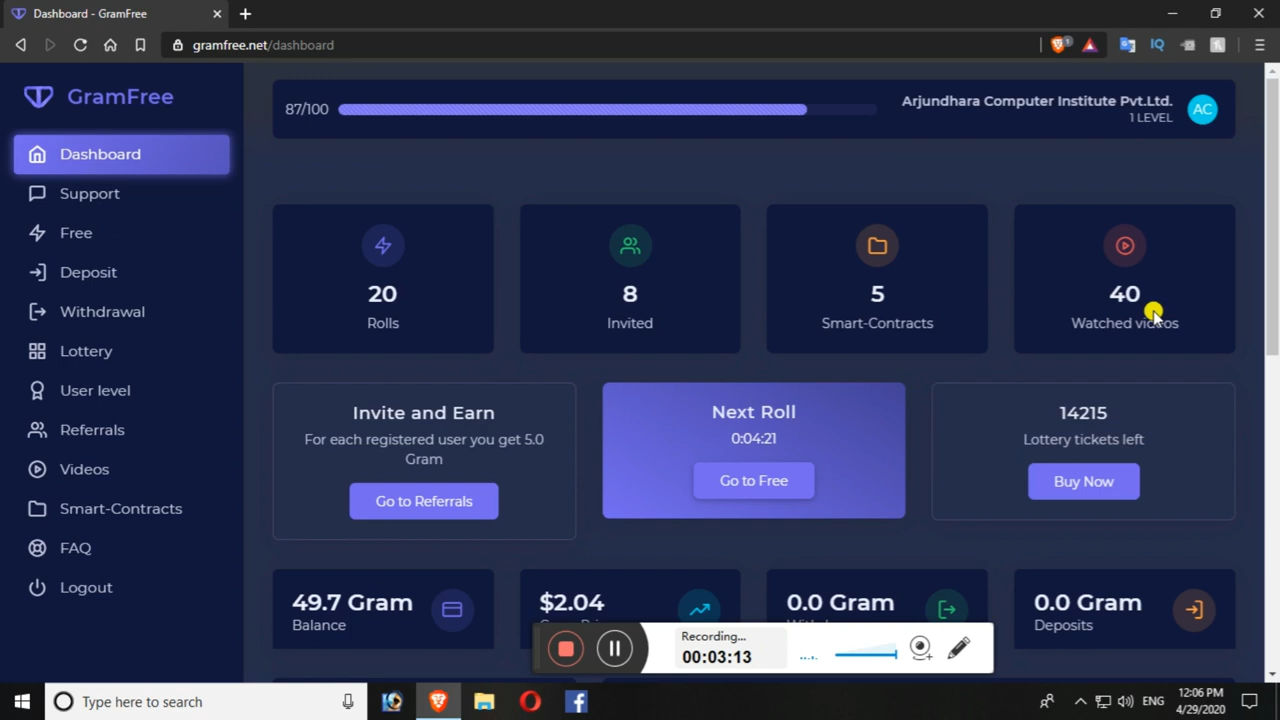 Dashboard - GramFree
gramfree.net/dashboard
1
IQ
GramFree
Dashboard
Support
Free
Deposit
Withdrawal
Lottery
User level
Referrals
Videos
Smart-Contracts
FAQ
Logout
87/100
Arjundhara Computer Institute Pvt.Ltd.
1 LEVEL
AC
20
Rolls
8
Invited
5
Smart-Contracts
40
Watched videos
Invite and Earn
For each registered user you get 5.0
Gram
Go to Referrals
Next Roll
0:04:21
Go to Free
14215
Lottery tickets left
Buy Now
49.7 Gram
Balance
$2.04
0.0 Gram
0.0 Gram
Deposits
Recording...
00:03:13
Type here to search
ENG
12:06 PM
4/29/2020